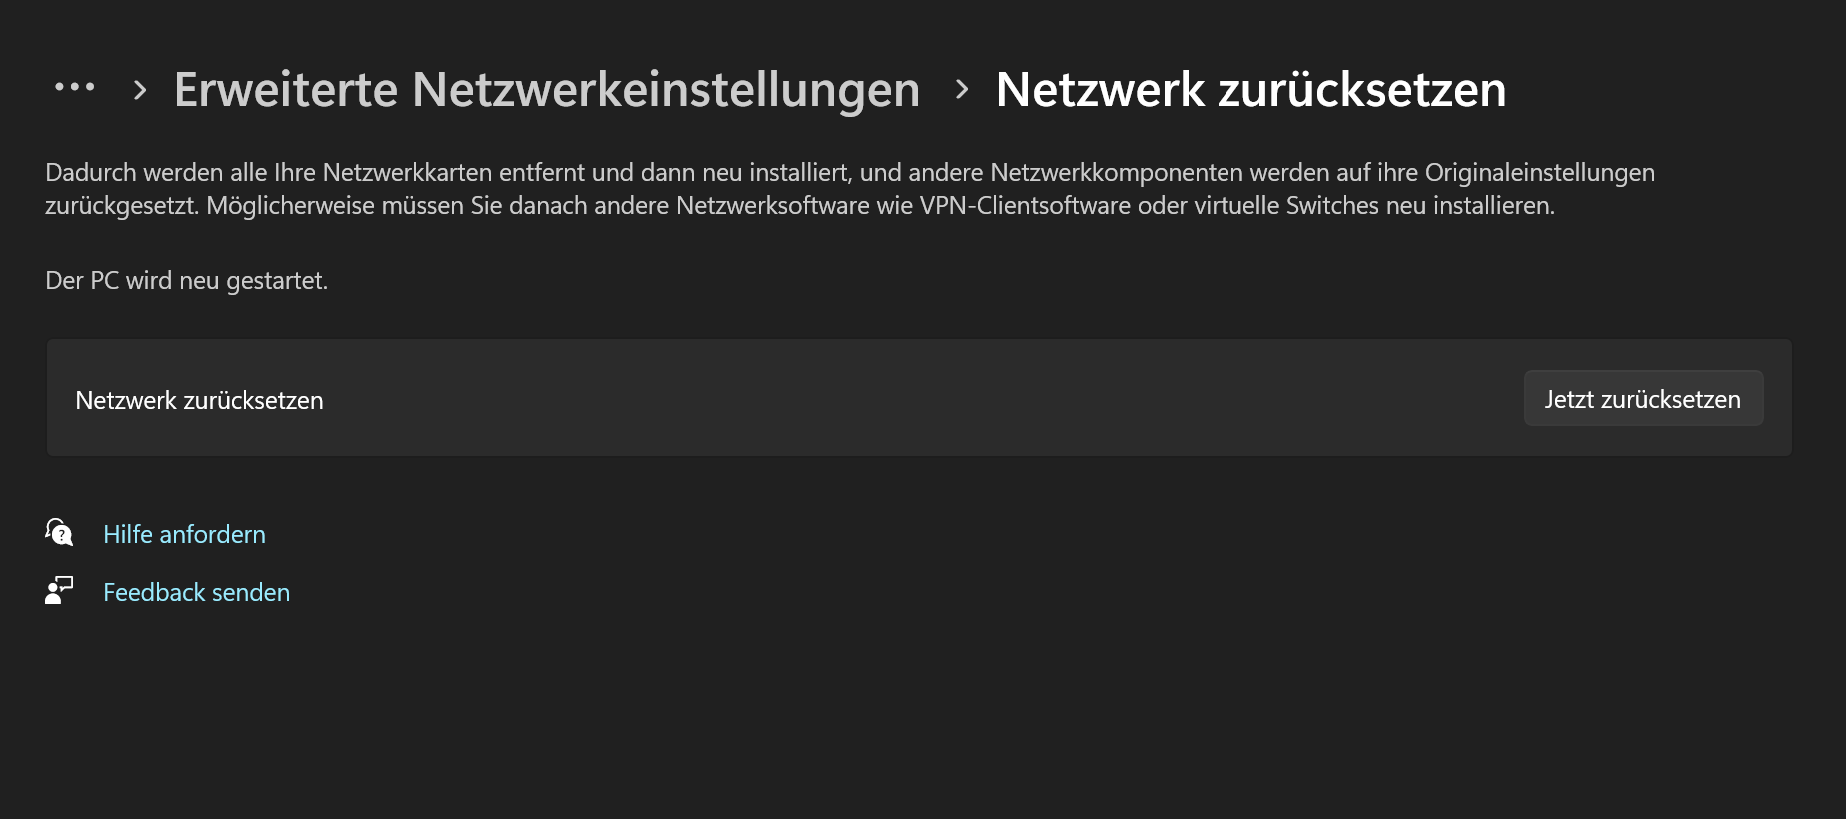 ... > Erweiterte Netzwerkeinstellungen > Netzwerk zurücksetzen
Dadurch werden alle Ihre Netzwerkkarten entfernt und dann neu installiert, und andere Netzwerkkomponenten werden auf ihre Originaleinstellungen
zurückgesetzt. Möglicherweise müssen Sie danach andere Netzwerksoftware wie VPN-Clientsoftware oder virtuelle Switches neu installieren.
Der PC wird neu gestartet.
Netzwerk zurücksetzen
Jetzt zurücksetzen
Hilfe anfordern
Feedback senden